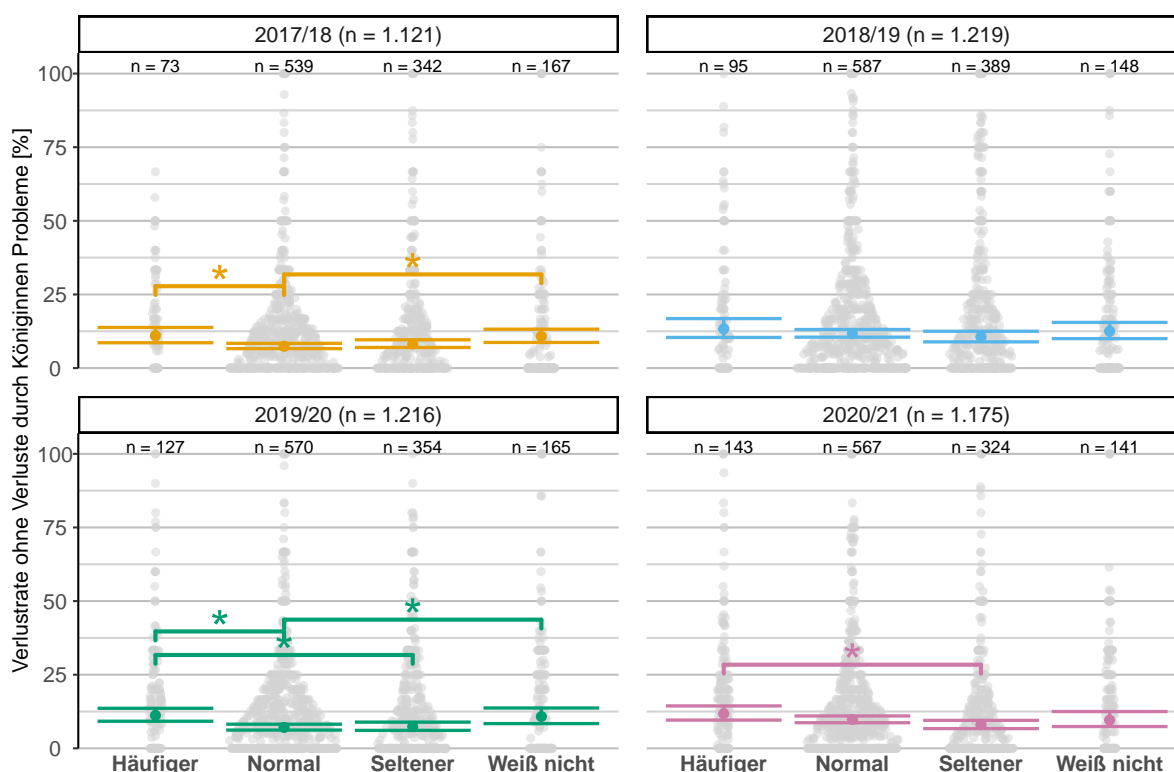 2017/18 (n = 1.121)
2018/19 (n = 1.219)
n = 73 n = 539 n = 342 n = 167
n = 95 n = 587 n = 389 n = 148
100
75
50
25
0
2019/20 (n = 1.216)
2020/21 (n = 1.175)
n = 127 n = 570 n = 354 n = 165
n = 143 n = 567 n = 324 n = 141
100
75
50
25
0
Häufiger Normal Seltener Weiß nicht
Häufiger Normal Seltener Weiß nicht
Verlustrate ohne Verluste durch Königinnen Probleme [%]
* *
* * *
*